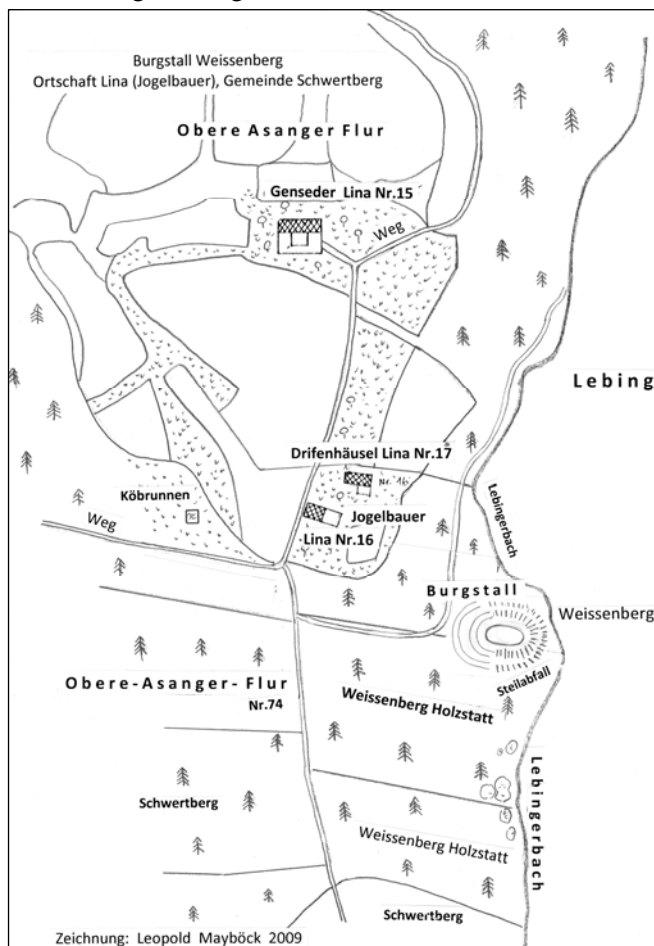 Burgstall Weissenberg
Ortschaft Lina (Jogelbauer), Gemeinde Schwertberg
Obere Asanger Flur
Genseder Lina Nr.15
Weg
Lebing
Drifenhäusel Lina Nr.17
Nr. 16
Köbrunnen
Jogelbauer
Lina Nr.16
Weg
Lebingerbach
Burgstall
Weissenberg
Steilabfall
Obere-Asanger-Flur
Nr.74
Weissenberg Holzstatt
Schwertberg
Weissenberg Holzstatt
Lebingerbach
Schwertberg
Zeichnung: Leopold Mayböck 2009